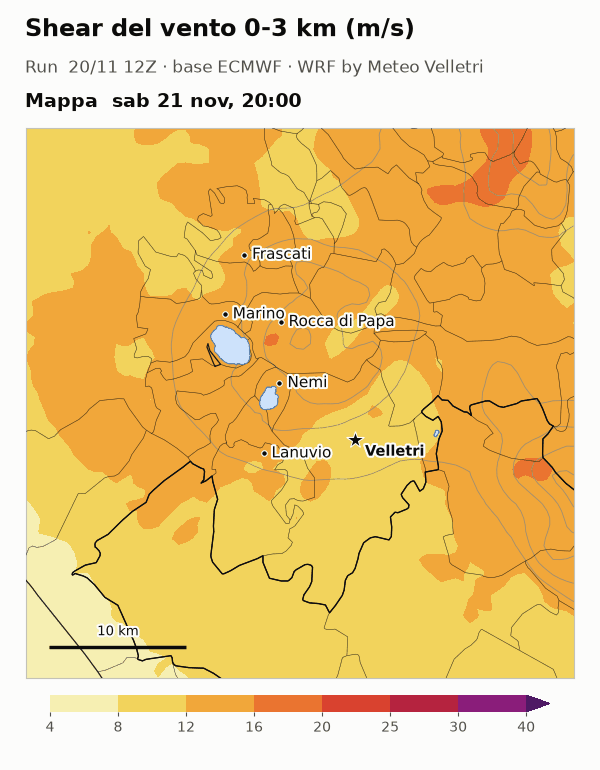 Shear del vento 0-3 km (m/s)
Run  20/11 12Z · base ECMWF · WRF by Meteo Velletri
Mappa  sab 21 nov, 20:00
Frascati
Marino
Rocca di Papa
Nemi
Velletri
Lanuvio
10 km
4 8 12 16 20 25 30 40